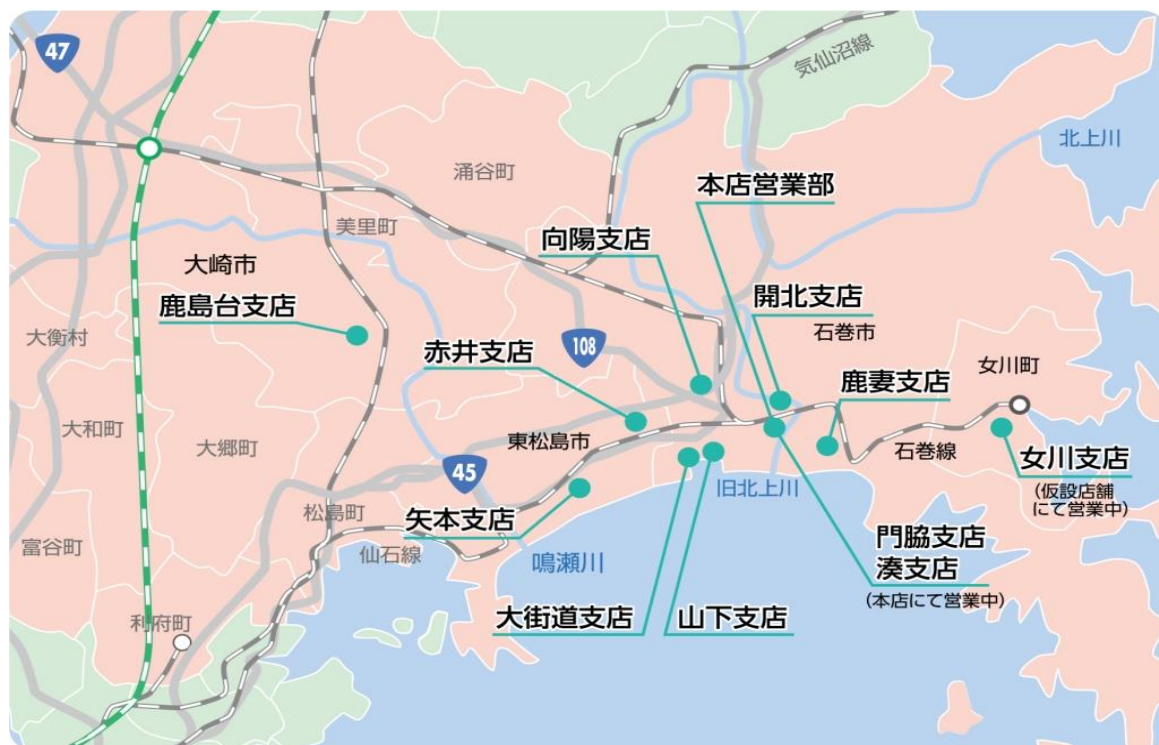 47
気仙沼線
北上川
涌谷町
本店営業部
美里町
向陽支店
大崎市
鹿島台支店
開北支店
石巻市
大衡村
赤井支店
108
女川町
鹿妻支店
大和町
大郷町
東松島市
石巻線
女川支店
(仮設店舗
にて営業中)
45
旧北上川
松島町
矢本支店
富谷町
仙石線
鳴瀬川
門脇支店
湊支店
(本店にて営業中)
大街道支店
山下支店
利府町